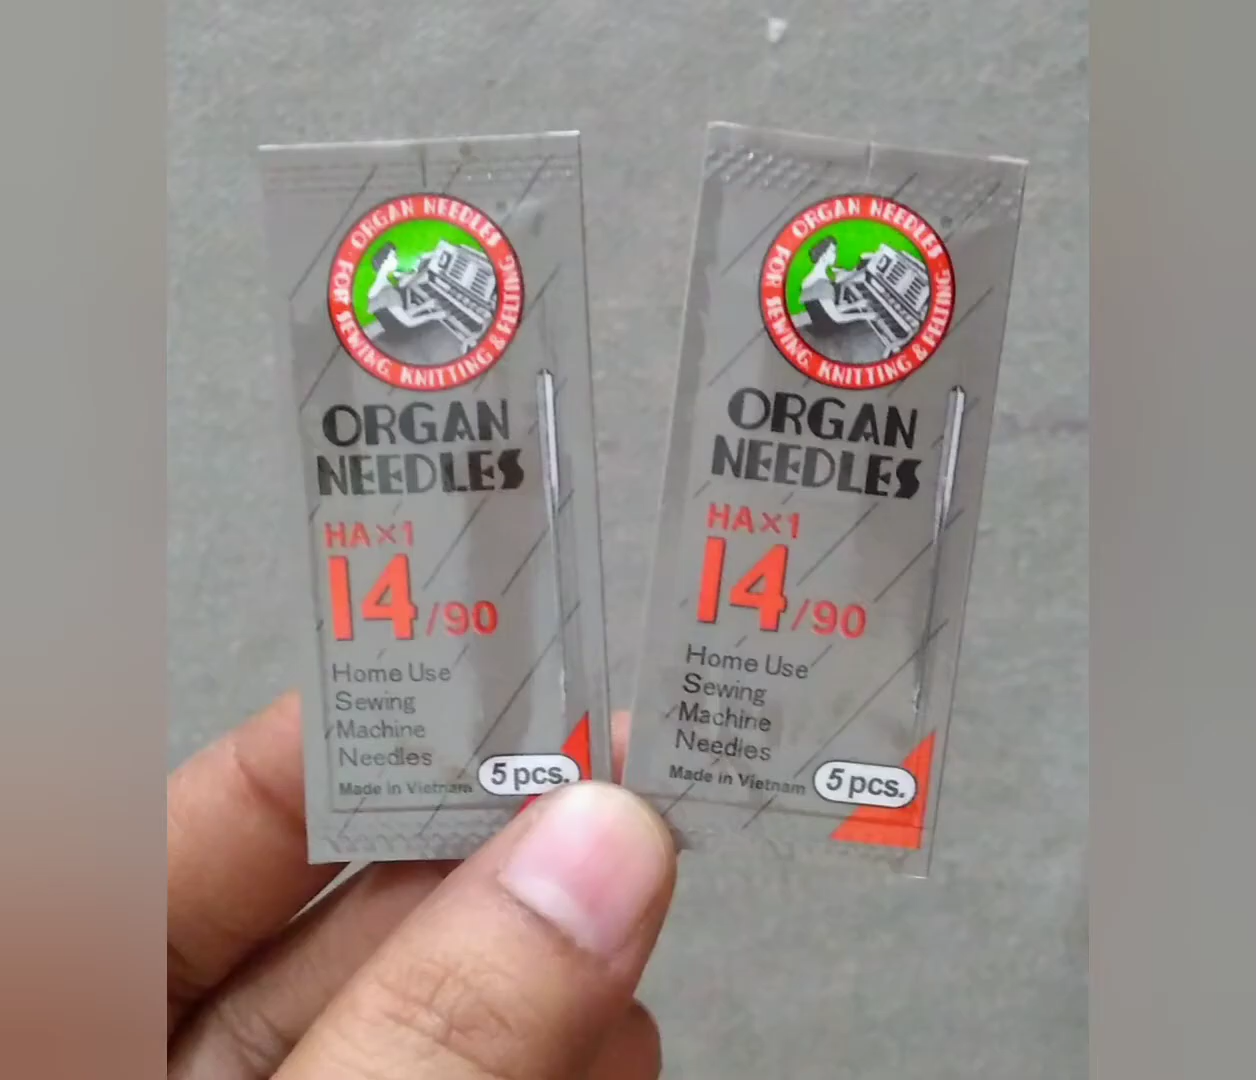 ORGAN NEEDLES
FOR SEWING, KNITTING & FELTING
ORGAN
NEEDLES
HA×1
14/90
Home Use
Sewing
Machine
Needles
Made in Vietnam
5 pcs.
ORGAN NEEDLES
FOR SEWING, KNITTING & FELTING
ORGAN
NEEDLES
HA×1
14/90
Home Use
Sewing
Machine
Needles
Made in Vietnam
5 pcs.